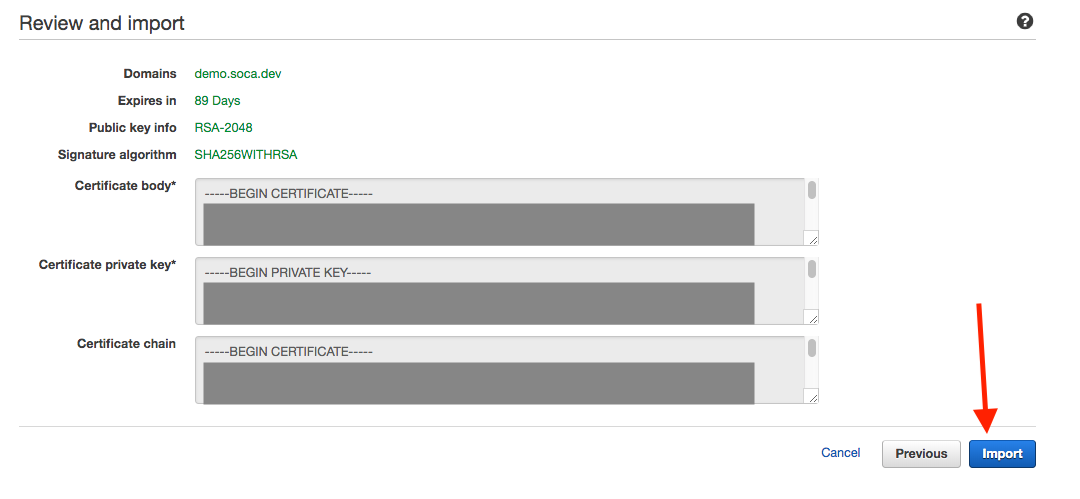 Review and import
?
Domains demo.soca.dev
Expires in 89 Days
Public key info RSA-2048
Signature algorithm SHA256WITHRSA
Certificate body* -----BEGIN CERTIFICATE-----
Certificate private key* -----BEGIN PRIVATE KEY-----
Certificate chain -----BEGIN CERTIFICATE-----
Cancel Previous Import